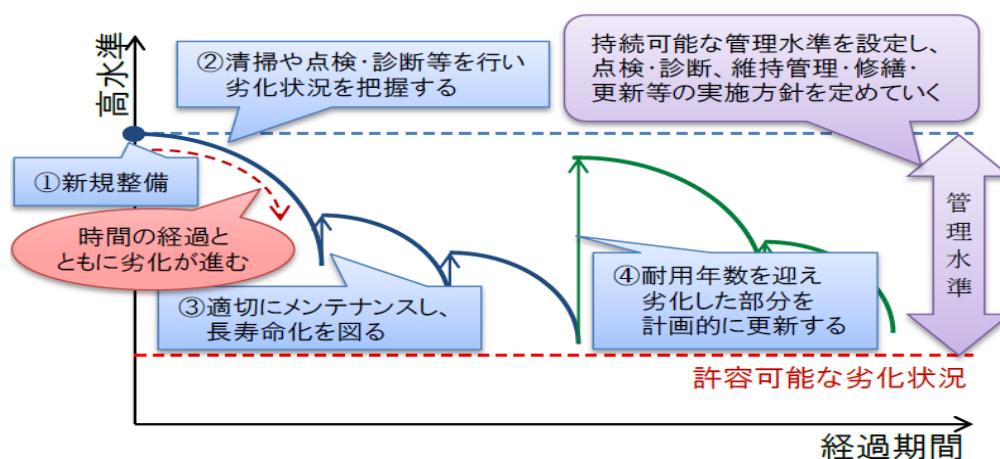 高水準
②清掃や点検・診断等を行い
劣化状況を把握する
持続可能な管理水準を設定し、
点検・診断、維持管理・修繕・
更新等の実施方針を定めていく
①新規整備
時間の経過と
ともに劣化が進む
③適切にメンテナンスし、
長寿命化を図る
④耐用年数を迎え
劣化した部分を
計画的に更新する
管理水準
許容可能な劣化状況
経過期間